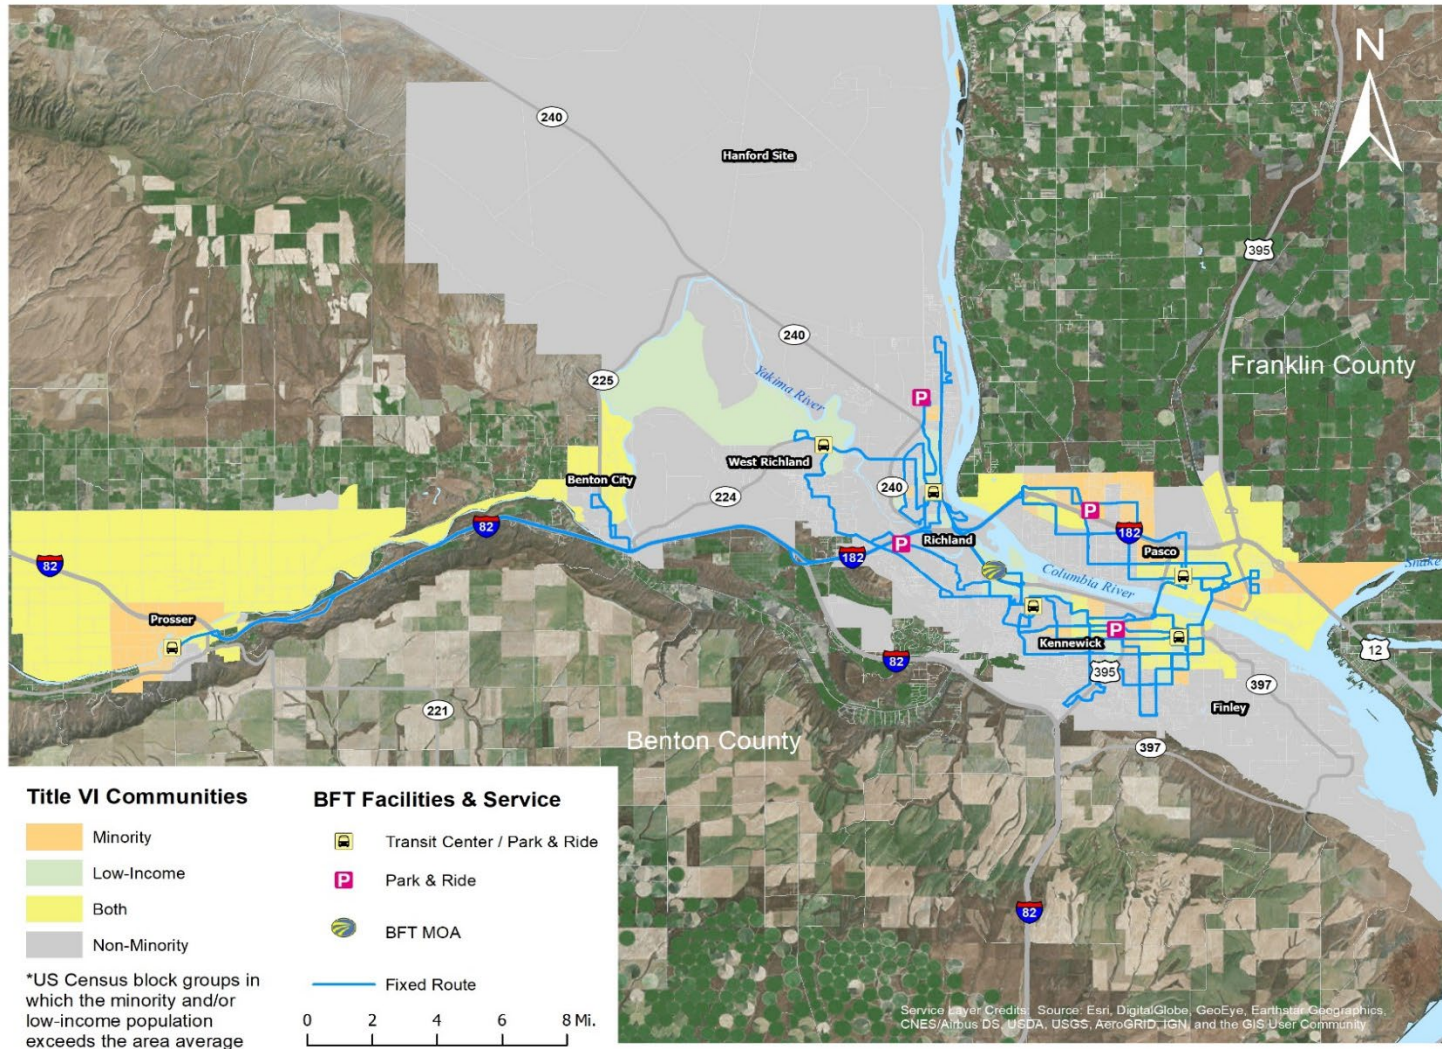 N
240
Hanford Site
395
240
Franklin County
225
Yakima River
P
West Richland
Benton City
224
240
P
82
182
Richland
P
182
Pasco
82
Columbia River
Snake
Prosser
P
Kennewick
12
82
395
397
221
Finley
Benton County
397
82
Title VI Communities
Minority
Low-Income
Both
Non-Minority
*US Census block groups in
which the minority and/or
low-income population
exceeds the area average
BFT Facilities & Service
Transit Center / Park & Ride
P
Park & Ride
BFT MOA
Fixed Route
0 2 4 6 8 Mi.
Service Layer Credits: Source: Esri, DigitalGlobe, GeoEye, Earthstar Geographics,
CNES/Airbus DS, USDA, USGS, AeroGRID, IGN, and the GIS User Community